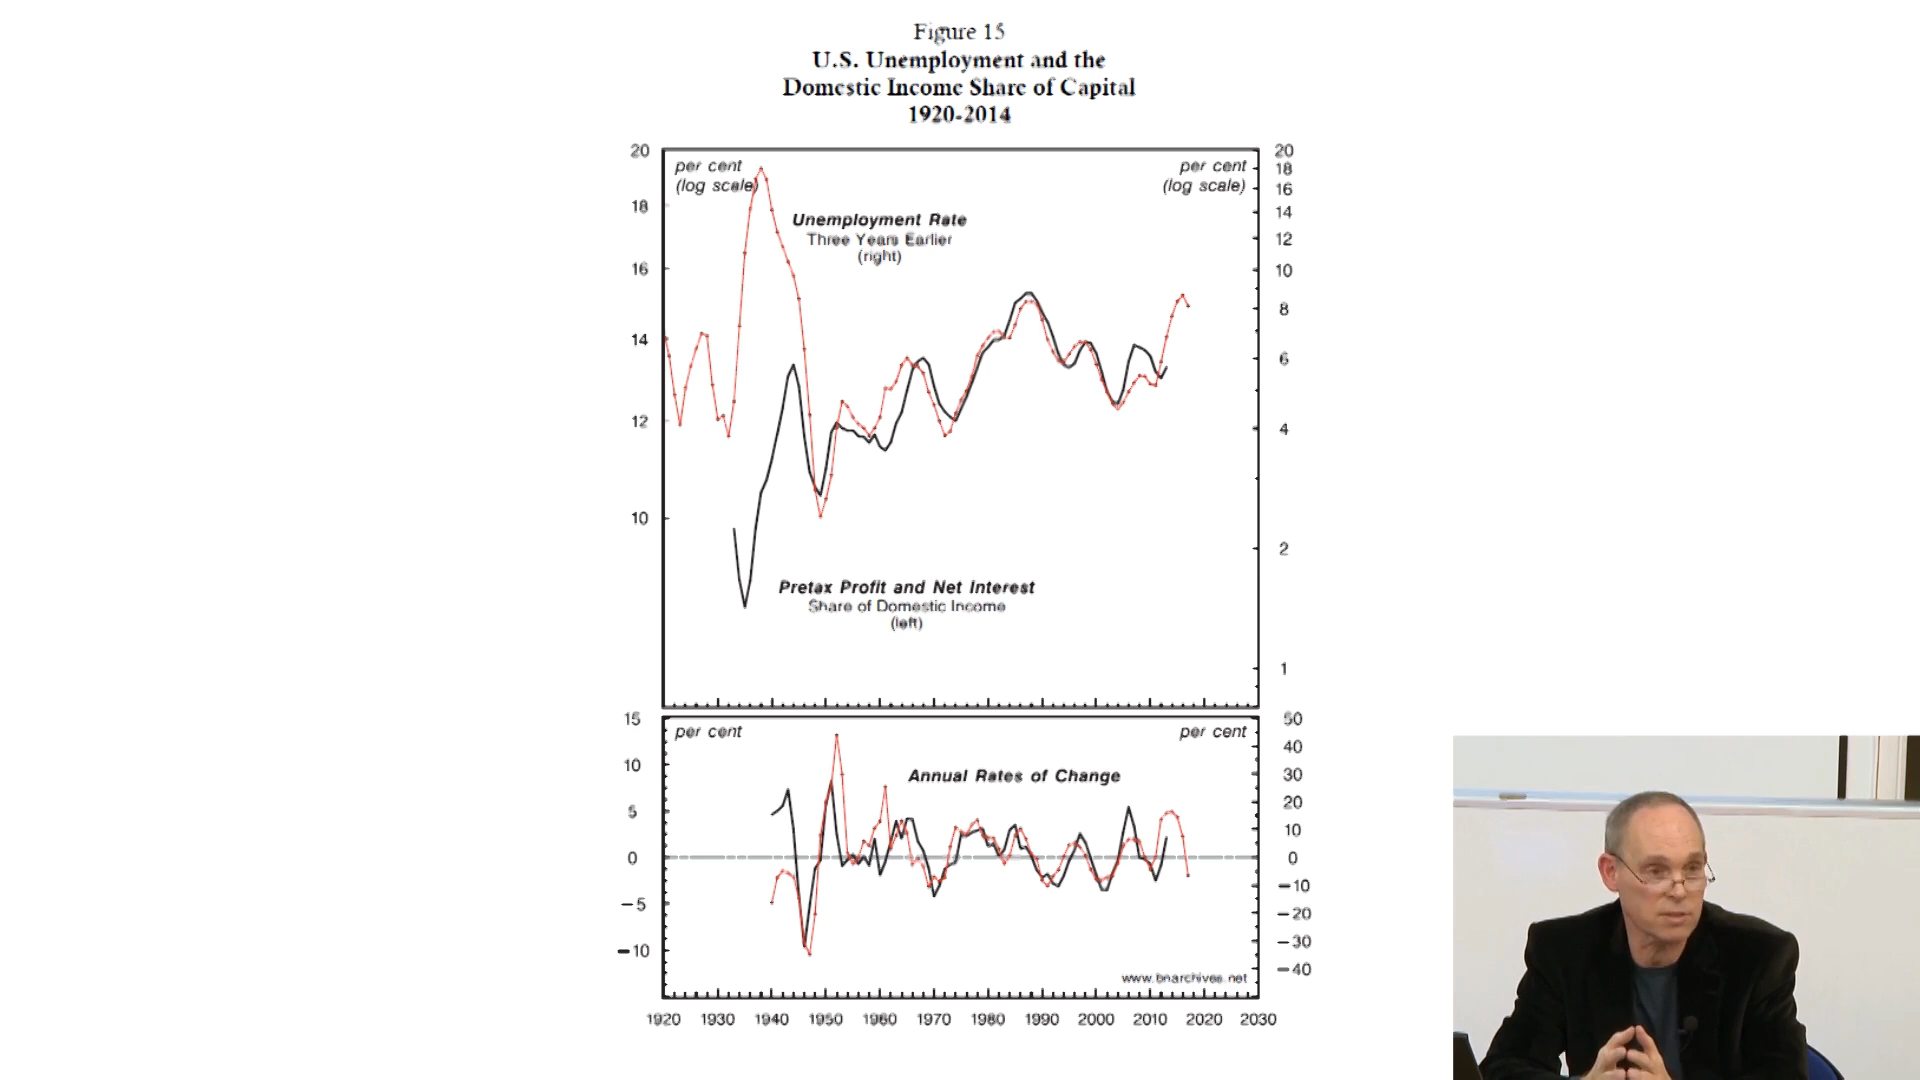 Figure 15
U.S. Unemployment and the
Domestic Income Share of Capital
1920-2014
20
18
16
14
12
10
per cent
(log scale)
per cent
(log scale)
20
18
16
14
12
10
8
6
4
2
1
Unemployment Rate
Three Years Earlier
(right)
Pretax Profit and Net Interest
Share of Domestic Income
(left)
15
10
5
0
−5
−10
per cent
per cent
50
40
30
20
10
0
−10
−20
−30
−40
Annual Rates of Change
www.bnarchives.net
1920 1930 1940 1950 1960 1970 1980 1990 2000 2010 2020 2030